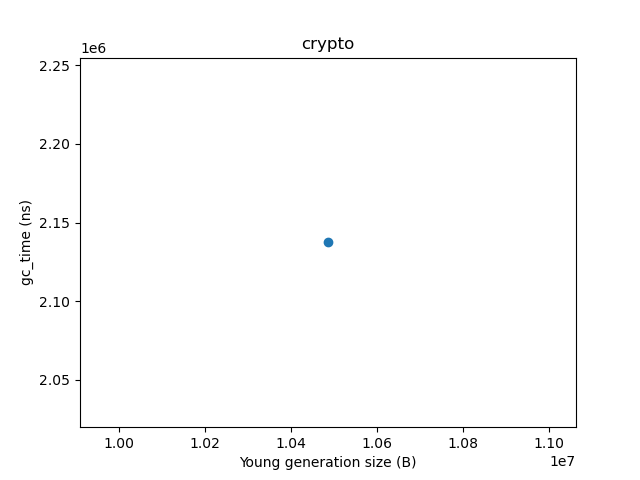 crypto
1e6
2.25
2.20
2.15
2.10
2.05
gc_time (ns)
1.00 1.02 1.04 1.06 1.08 1.10
1e7
Young generation size (B)